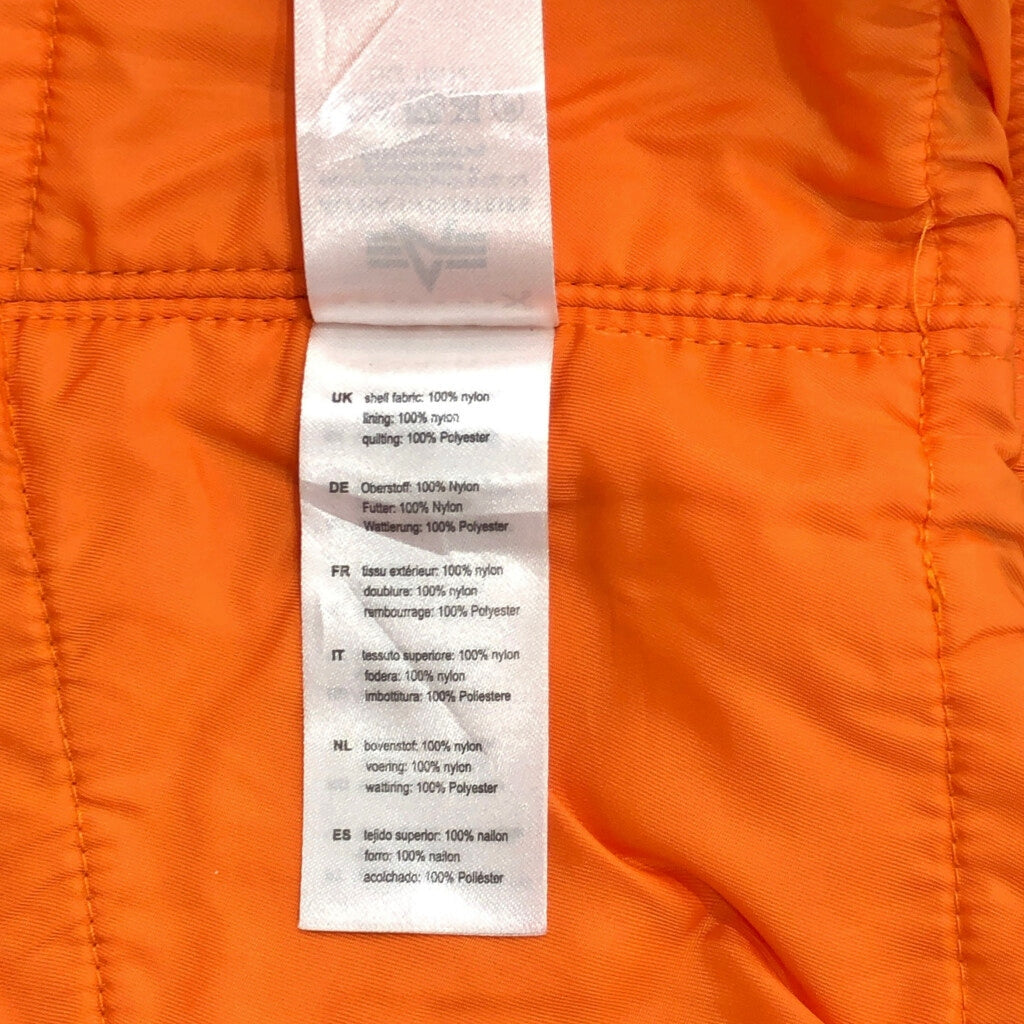 UK shell fabric: 100% nylon
lining: 100% nylon
quilting: 100% Polyester
DE Oberstoff: 100% Nylon
Futter: 100% Nylon
Wattierung: 100% Polyester
FR tissu extérieur: 100% nylon
doublure: 100% nylon
rembourrage: 100% Polyester
IT tessuto superiore: 100% nylon
fodera: 100% nylon
imbottitura: 100% Poliestere
NL bovenstof: 100% nylon
voering: 100% nylon
wattiring: 100% Polyester
ES tejido superior: 100% nailon
forro: 100% nailon
acolchado: 100% Poliéster